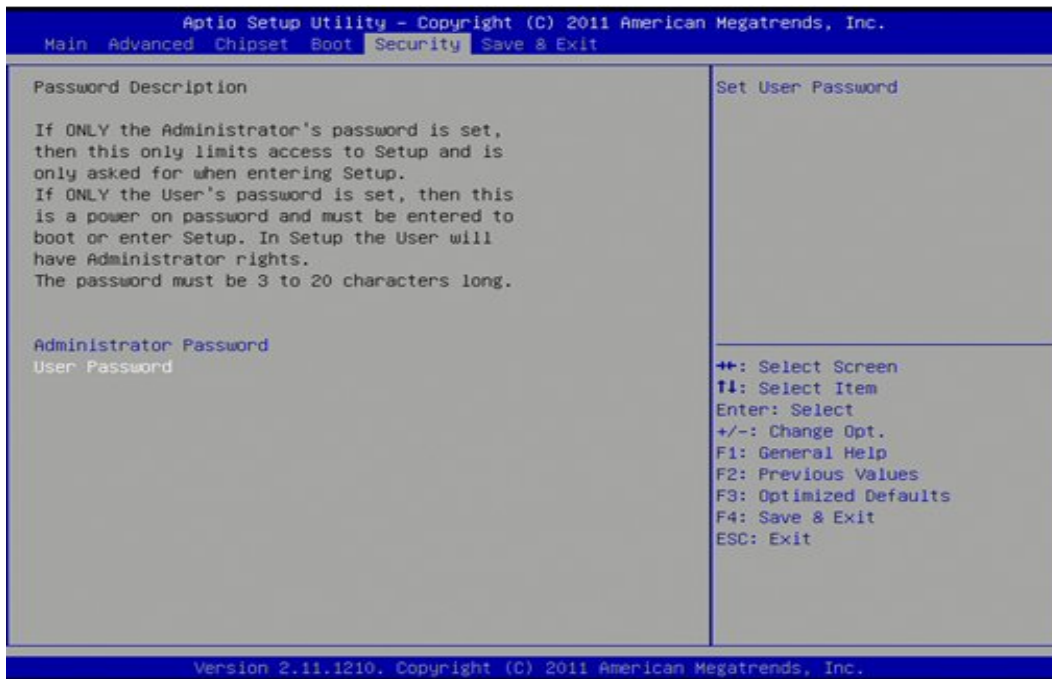 Aptio Setup Utility – Copyright (C) 2011 American Megatrends, Inc.
Main Advanced Chipset Boot Security Save & Exit
Password Description
If ONLY the Administrator's password is set,
then this only limits access to Setup and is
only asked for when entering Setup.
If ONLY the User's password is set, then this
is a power on password and must be entered to
boot or enter Setup. In Setup the User will
have Administrator rights.
The password must be 3 to 20 characters long.
Administrator Password
User Password
Set User Password
→←: Select Screen
↑↓: Select Item
Enter: Select
+/-: Change Opt.
F1: General Help
F2: Previous Values
F3: Optimized Defaults
F4: Save & Exit
ESC: Exit
Version 2.11.1210. Copyright (C) 2011 American Megatrends, Inc.